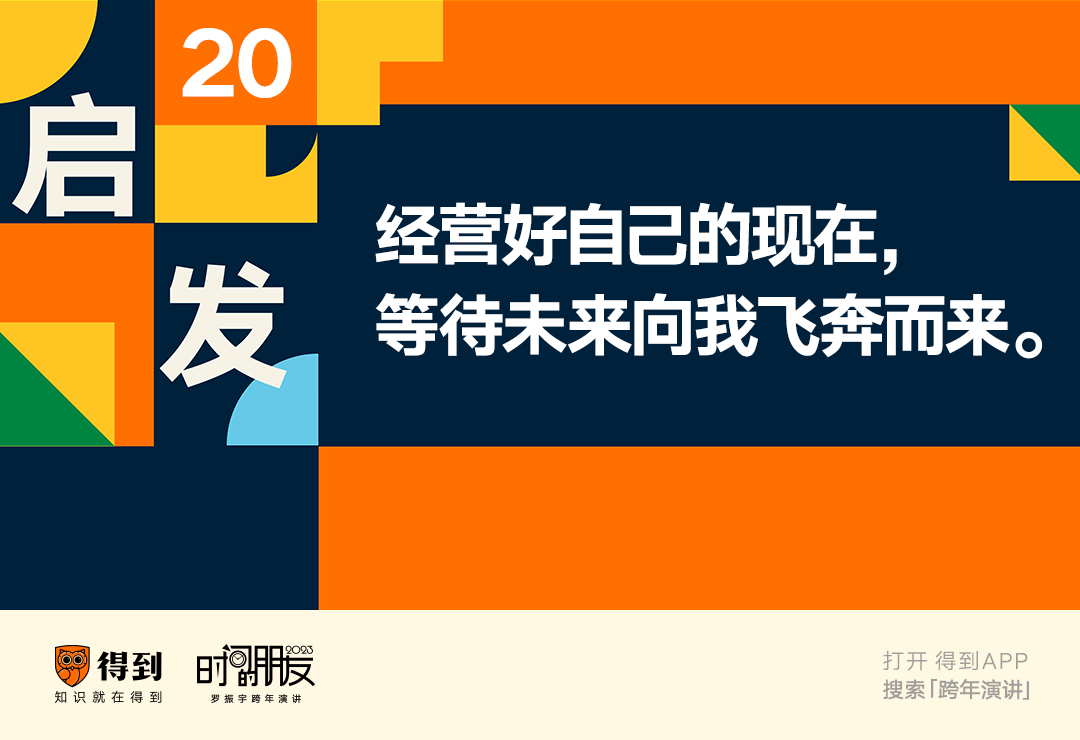 20
启
发
经营好自己的现在，
等待未来向我飞奔而来。
得到
知识就在得到
时间的朋友 2023
罗振宇跨年演讲
打开 得到APP
搜索「跨年演讲」